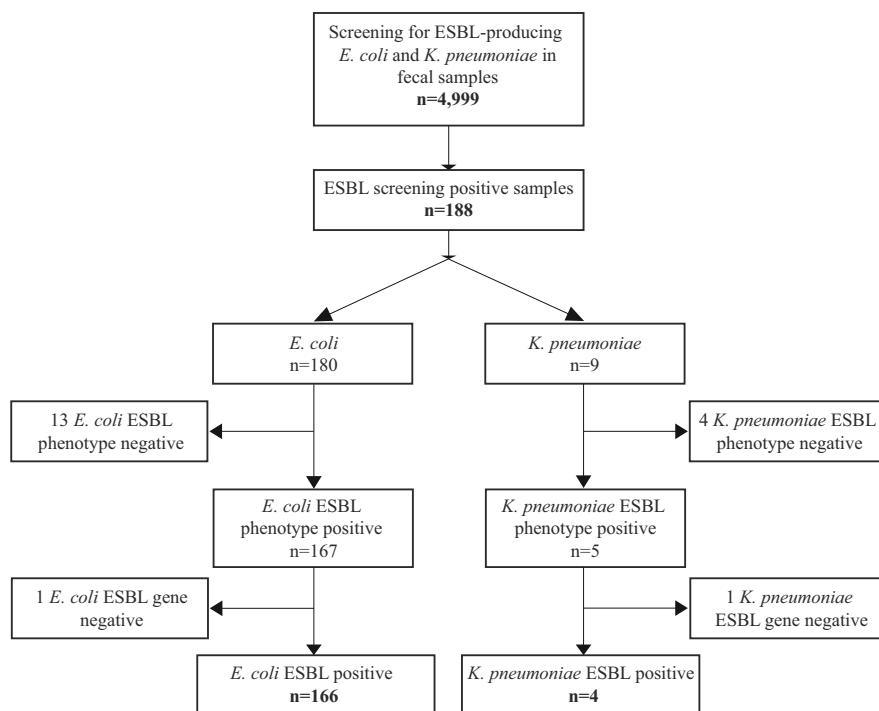 Screening for ESBL-producing
E. coli and K. pneumoniae in
fecal samples
n=4,999
ESBL screening positive samples
n=188
E. coli
n=180
K. pneumoniae
n=9
13 E. coli ESBL
phenotype negative
4 K. pneumoniae ESBL
phenotype negative
E. coli ESBL
phenotype positive
n=167
K. pneumoniae ESBL
phenotype positive
n=5
1 E. coli ESBL gene
negative
1 K. pneumoniae
ESBL gene negative
E. coli ESBL positive
n=166
K. pneumoniae ESBL positive
n=4